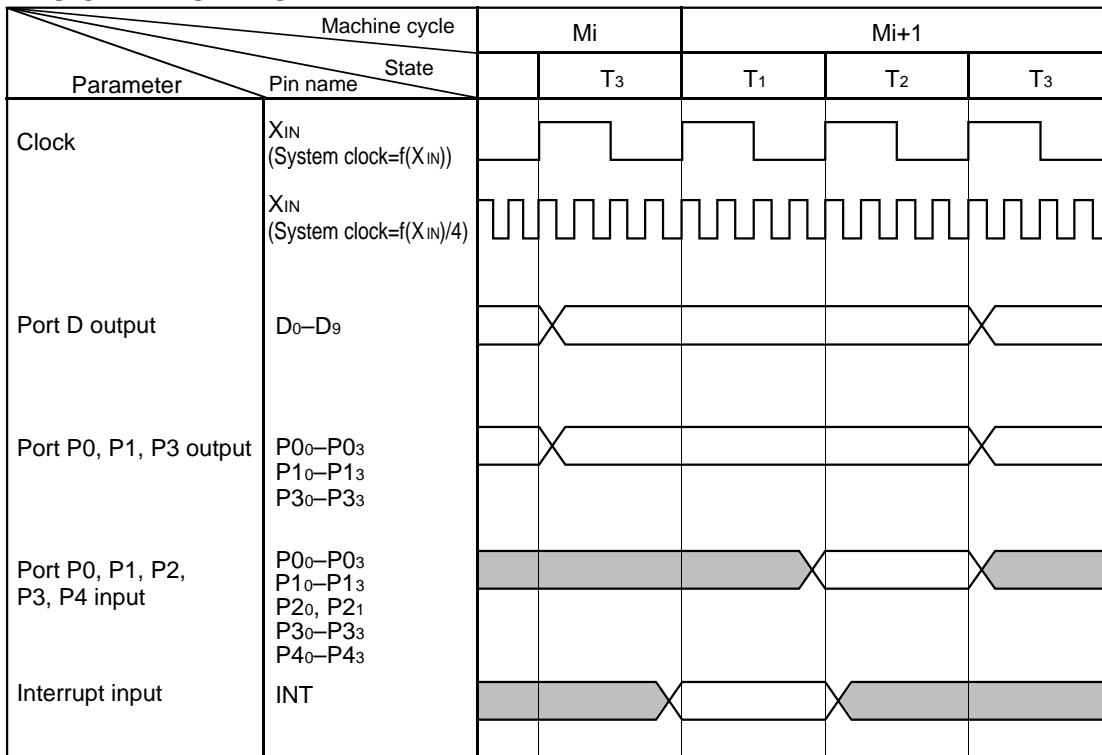 Machine cycle
Mi
Mi+1
State
Parameter
Pin name
T3
T1
T2
T3
Clock
XIN
(System clock=f(XIN))
XIN
(System clock=f(XIN)/4)
Port D output
D0–D9
Port P0, P1, P3 output
P00–P03
P10–P13
P30–P33
Port P0, P1, P2,
P3, P4 input
P00–P03
P10–P13
P20, P21
P30–P33
P40–P43
Interrupt input
INT